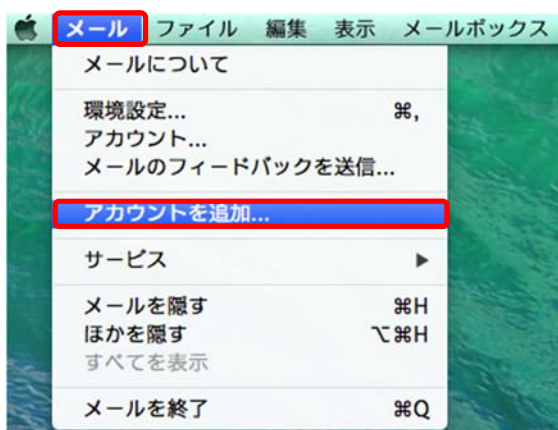 メール ファイル 編集 表示 メールボックス
メールについて
環境設定... ⌘,
アカウント...
メールのフィードバックを送信...
アカウントを追加...
サービス ▶
メールを隠す ⌘H
ほかを隠す ⌥⌘H
すべてを表示
メールを終了 ⌘Q